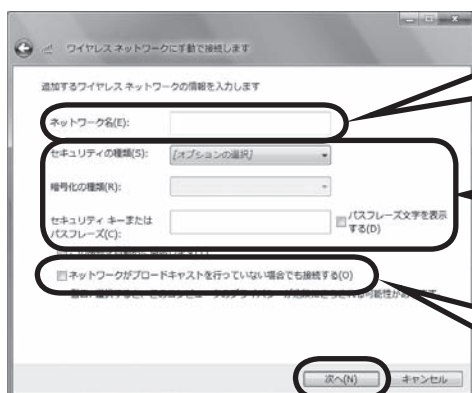 ワイヤレス ネットワークに手動で接続します
追加するワイヤレス ネットワークの情報を入力します
ネットワーク名(E):
セキュリティの種類(S):
[オプションの選択]
暗号化の種類(R):
セキュリティ キーまたは
パスフレーズ(C):
パスフレーズ文字を表示
する(D)
ネットワークがブロードキャストを行っていない場合でも接続する(O)
次へ(N)
キャンセル